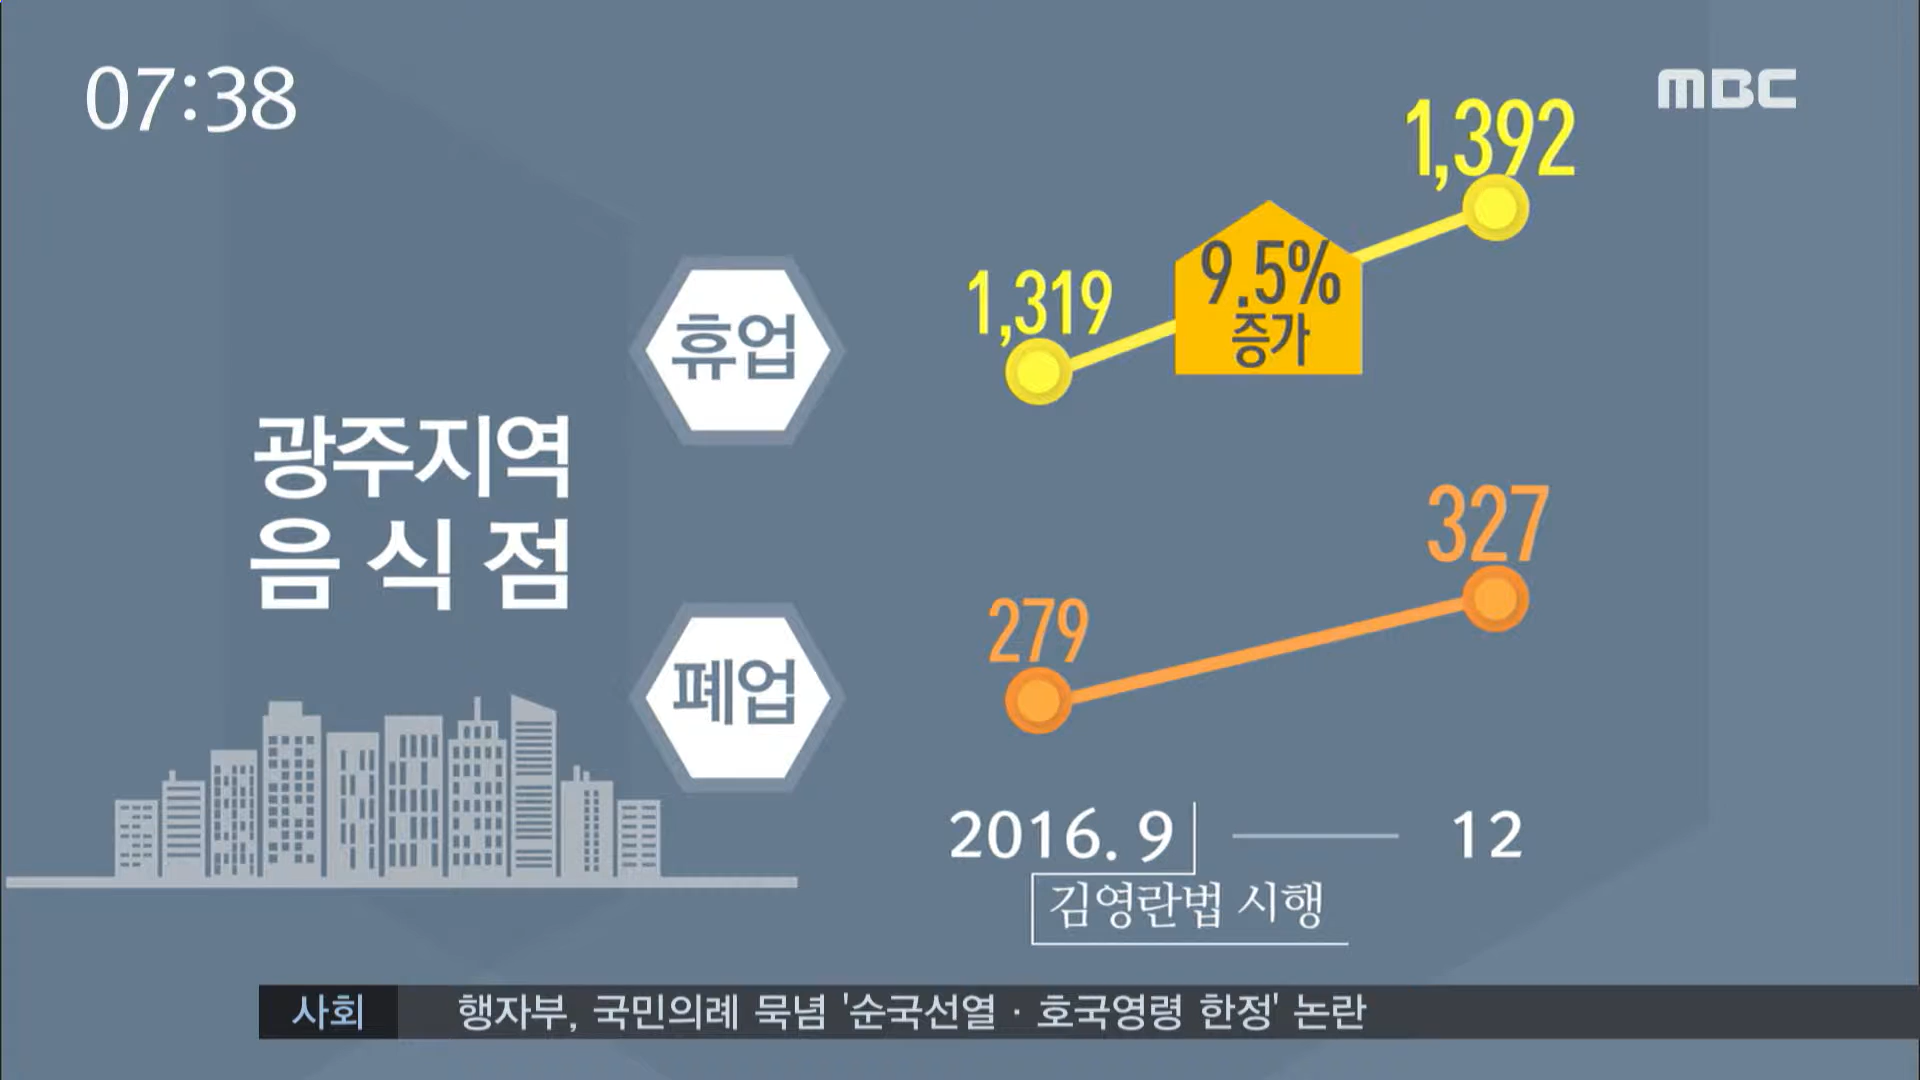 07:38
MBC
광주지역
음식점
휴업
1,319
9.5%
증가
1,392
폐업
279
327
2016. 9
12
김영란법 시행
사회
행자부, 국민의례 묵념 '순국선열 · 호국영령 한정' 논란